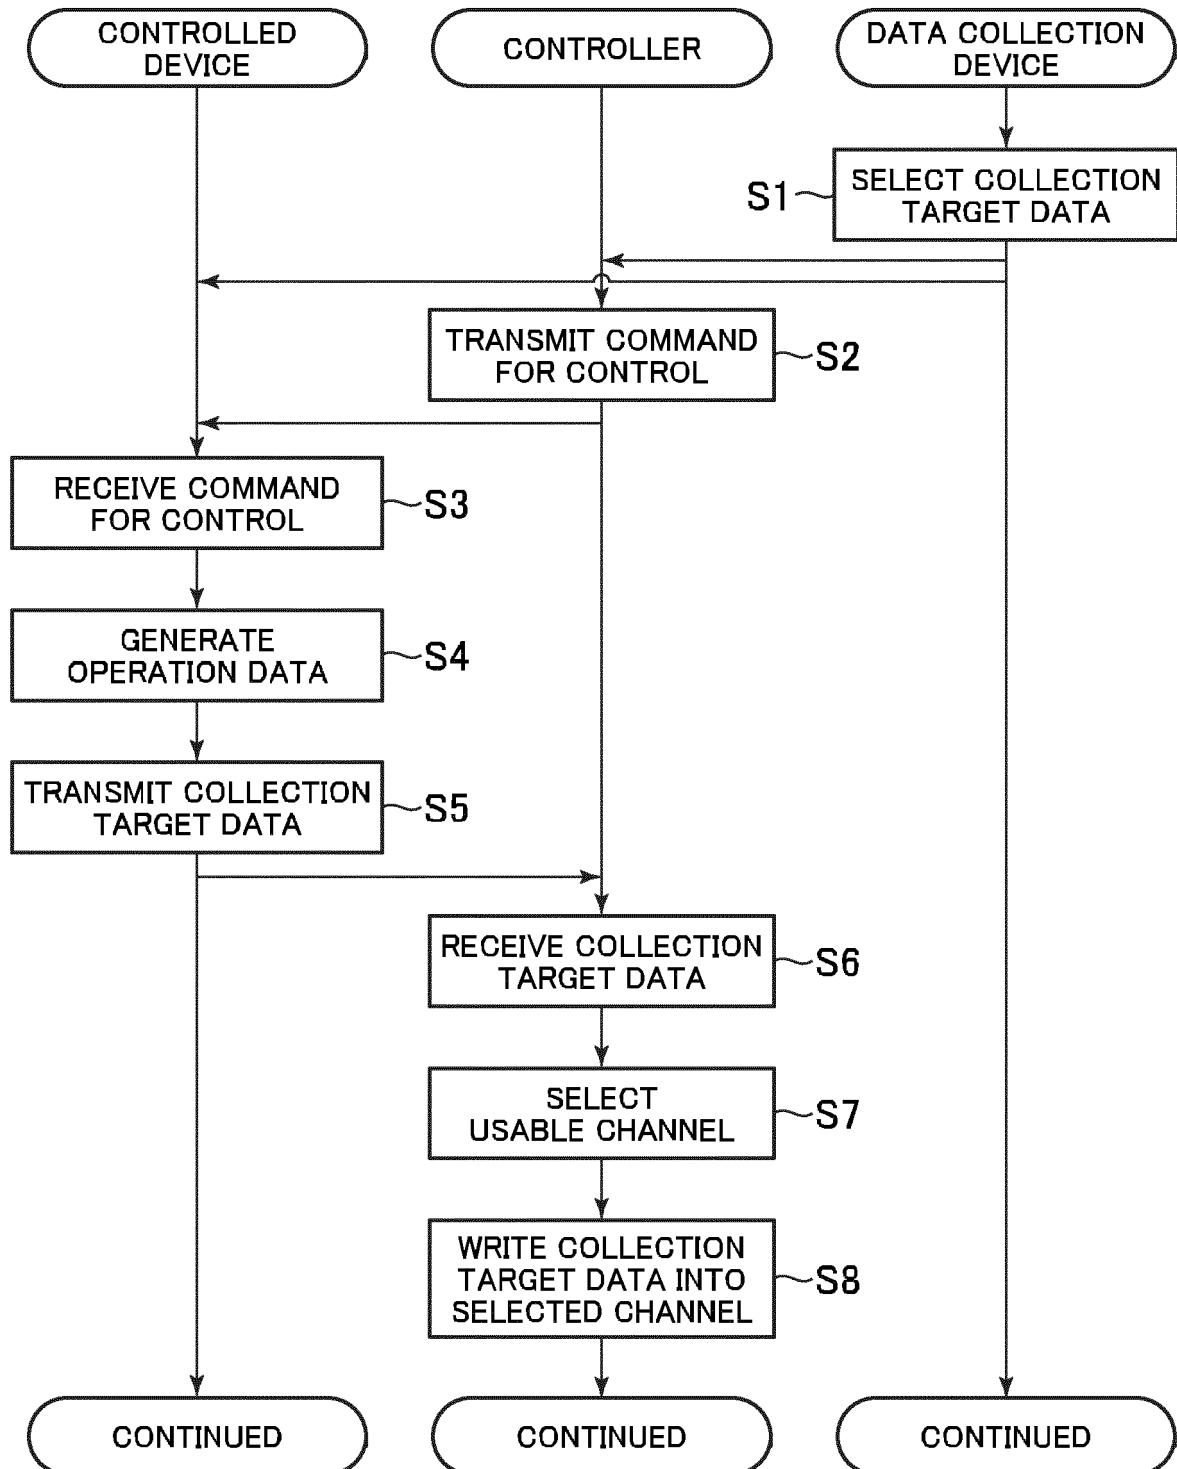 CONTROLLED
DEVICE
CONTROLLER
DATA COLLECTION
DEVICE
S1
SELECT COLLECTION
TARGET DATA
TRANSMIT COMMAND
FOR CONTROL
S2
RECEIVE COMMAND
FOR CONTROL
S3
GENERATE
OPERATION DATA
S4
TRANSMIT COLLECTION
TARGET DATA
S5
RECEIVE COLLECTION
TARGET DATA
S6
SELECT
USABLE CHANNEL
S7
WRITE COLLECTION
TARGET DATA INTO
SELECTED CHANNEL
S8
CONTINUED
CONTINUED
CONTINUED